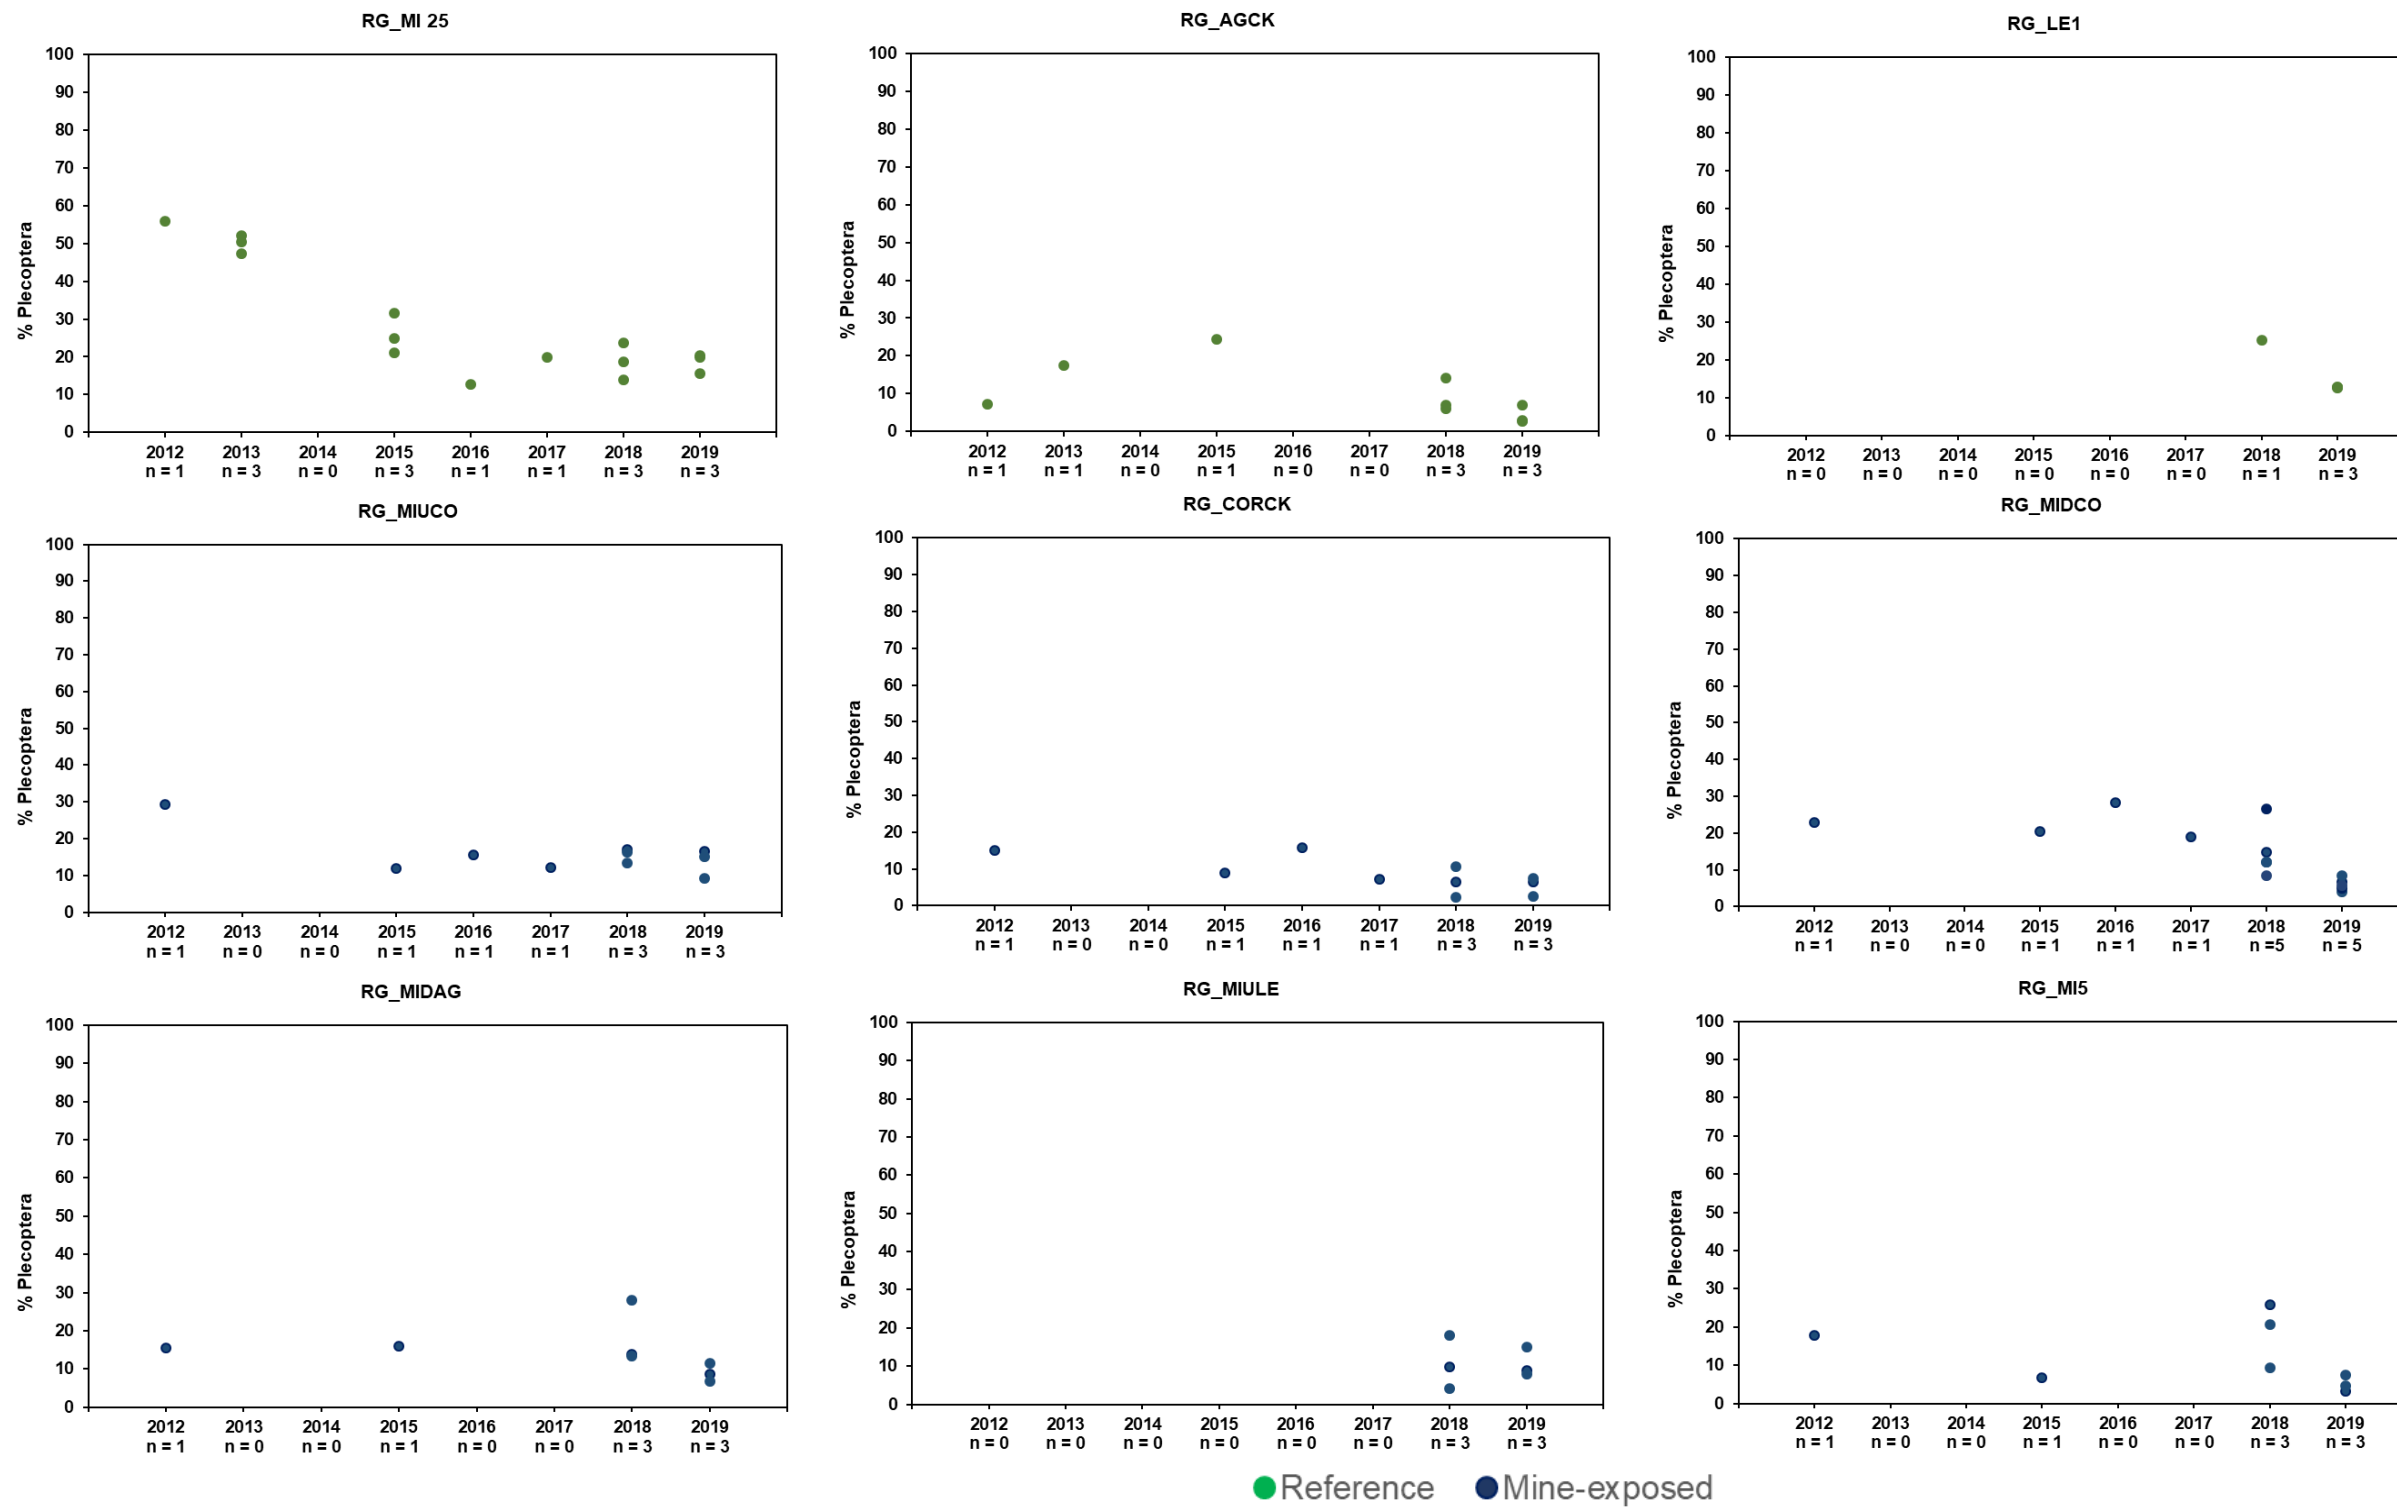 RG_MI 25
100
90
80
70
60
50
40
30
20
10
0
% Plecoptera
2012 2013 2014 2015 2016 2017 2018 2019
n = 1 n = 3 n = 0 n = 3 n = 1 n = 1 n = 3 n = 3
RG_AGCK
100
90
80
70
60
50
40
30
20
10
0
% Plecoptera
2012 2013 2014 2015 2016 2017 2018 2019
n = 1 n = 1 n = 0 n = 1 n = 0 n = 0 n = 3 n = 3
RG_LE1
100
90
80
70
60
50
40
30
20
10
0
% Plecoptera
2012 2013 2014 2015 2016 2017 2018 2019
n = 0 n = 0 n = 0 n = 0 n = 0 n = 0 n = 1 n = 3
RG_MIUCO
100
90
80
70
60
50
40
30
20
10
0
% Plecoptera
2012 2013 2014 2015 2016 2017 2018 2019
n = 1 n = 0 n = 0 n = 1 n = 1 n = 1 n = 3 n = 3
RG_CORCK
100
90
80
70
60
50
40
30
20
10
0
% Plecoptera
2012 2013 2014 2015 2016 2017 2018 2019
n = 1 n = 0 n = 0 n = 1 n = 1 n = 1 n = 3 n = 3
RG_MIDCO
100
90
80
70
60
50
40
30
20
10
0
% Plecoptera
2012 2013 2014 2015 2016 2017 2018 2019
n = 1 n = 0 n = 0 n = 1 n = 1 n = 1 n =5 n = 5
RG_MIDAG
100
90
80
70
60
50
40
30
20
10
0
% Plecoptera
2012 2013 2014 2015 2016 2017 2018 2019
n = 1 n = 0 n = 0 n = 1 n = 0 n = 0 n = 3 n = 3
RG_MIULE
100
90
80
70
60
50
40
30
20
10
0
% Plecoptera
2012 2013 2014 2015 2016 2017 2018 2019
n = 0 n = 0 n = 0 n = 0 n = 0 n = 0 n = 3 n = 3
RG_MI5
100
90
80
70
60
50
40
30
20
10
0
% Plecoptera
2012 2013 2014 2015 2016 2017 2018 2019
n = 1 n = 0 n = 0 n = 1 n = 0 n = 0 n = 3 n = 3
Reference Mine-exposed